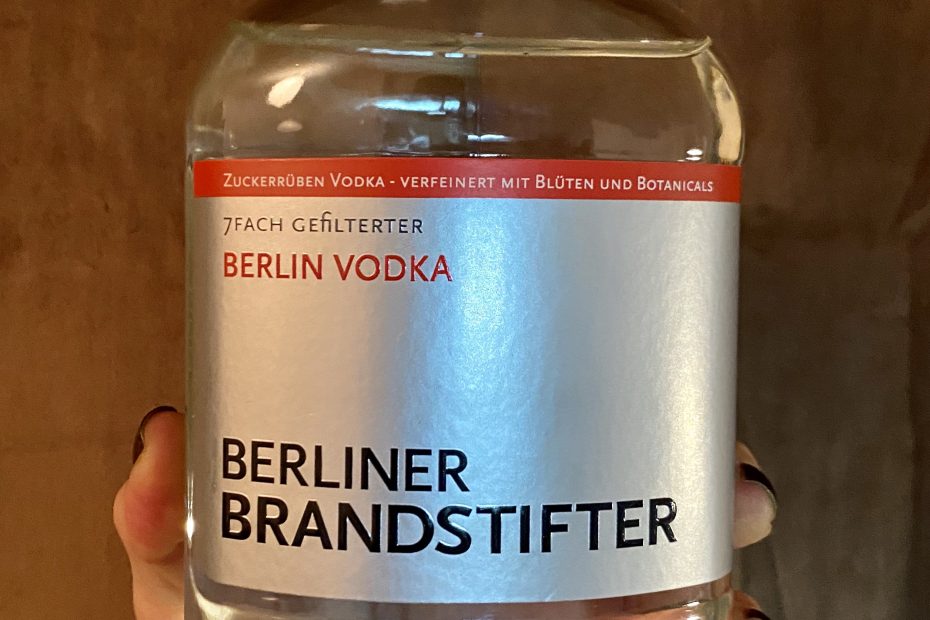 Zuckerrüben Vodka - verfeinert mit Blüten und Botanicals
7fach gefilterter
BERLIN VODKA
BERLINER
BRANDSTIFTER